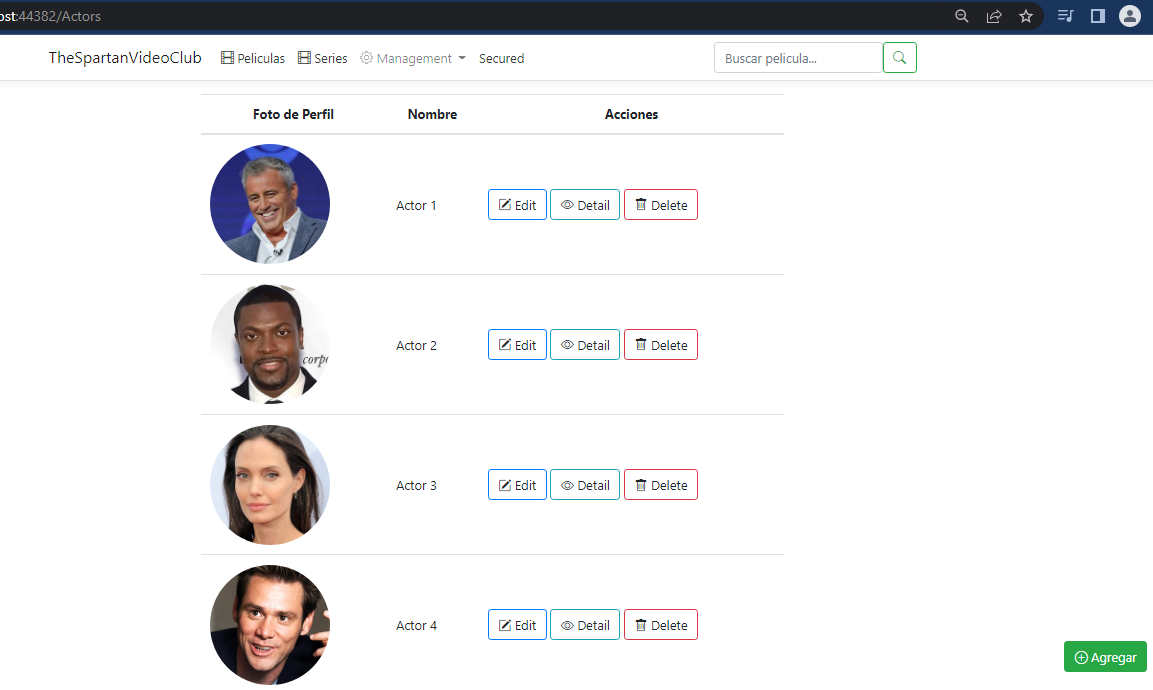 ost:44382/Actors
TheSpartanVideoClub Peliculas Series Management Secured Buscar pelicula...
Foto de Perfil Nombre Acciones
Actor 1 Edit Detail Delete
corpo
Actor 2 Edit Detail Delete
Actor 3 Edit Detail Delete
Actor 4 Edit Detail Delete
Agregar